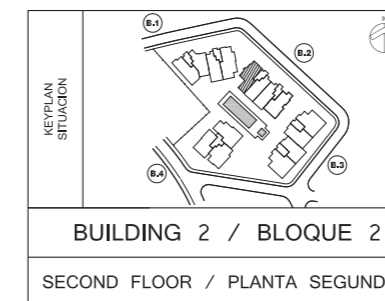 B.1
B.2
KEYPLAN
SITUACION
B.4
B.3
BUILDING 2 / BLOQUE 2
SECOND FLOOR / PLANTA SEGUND